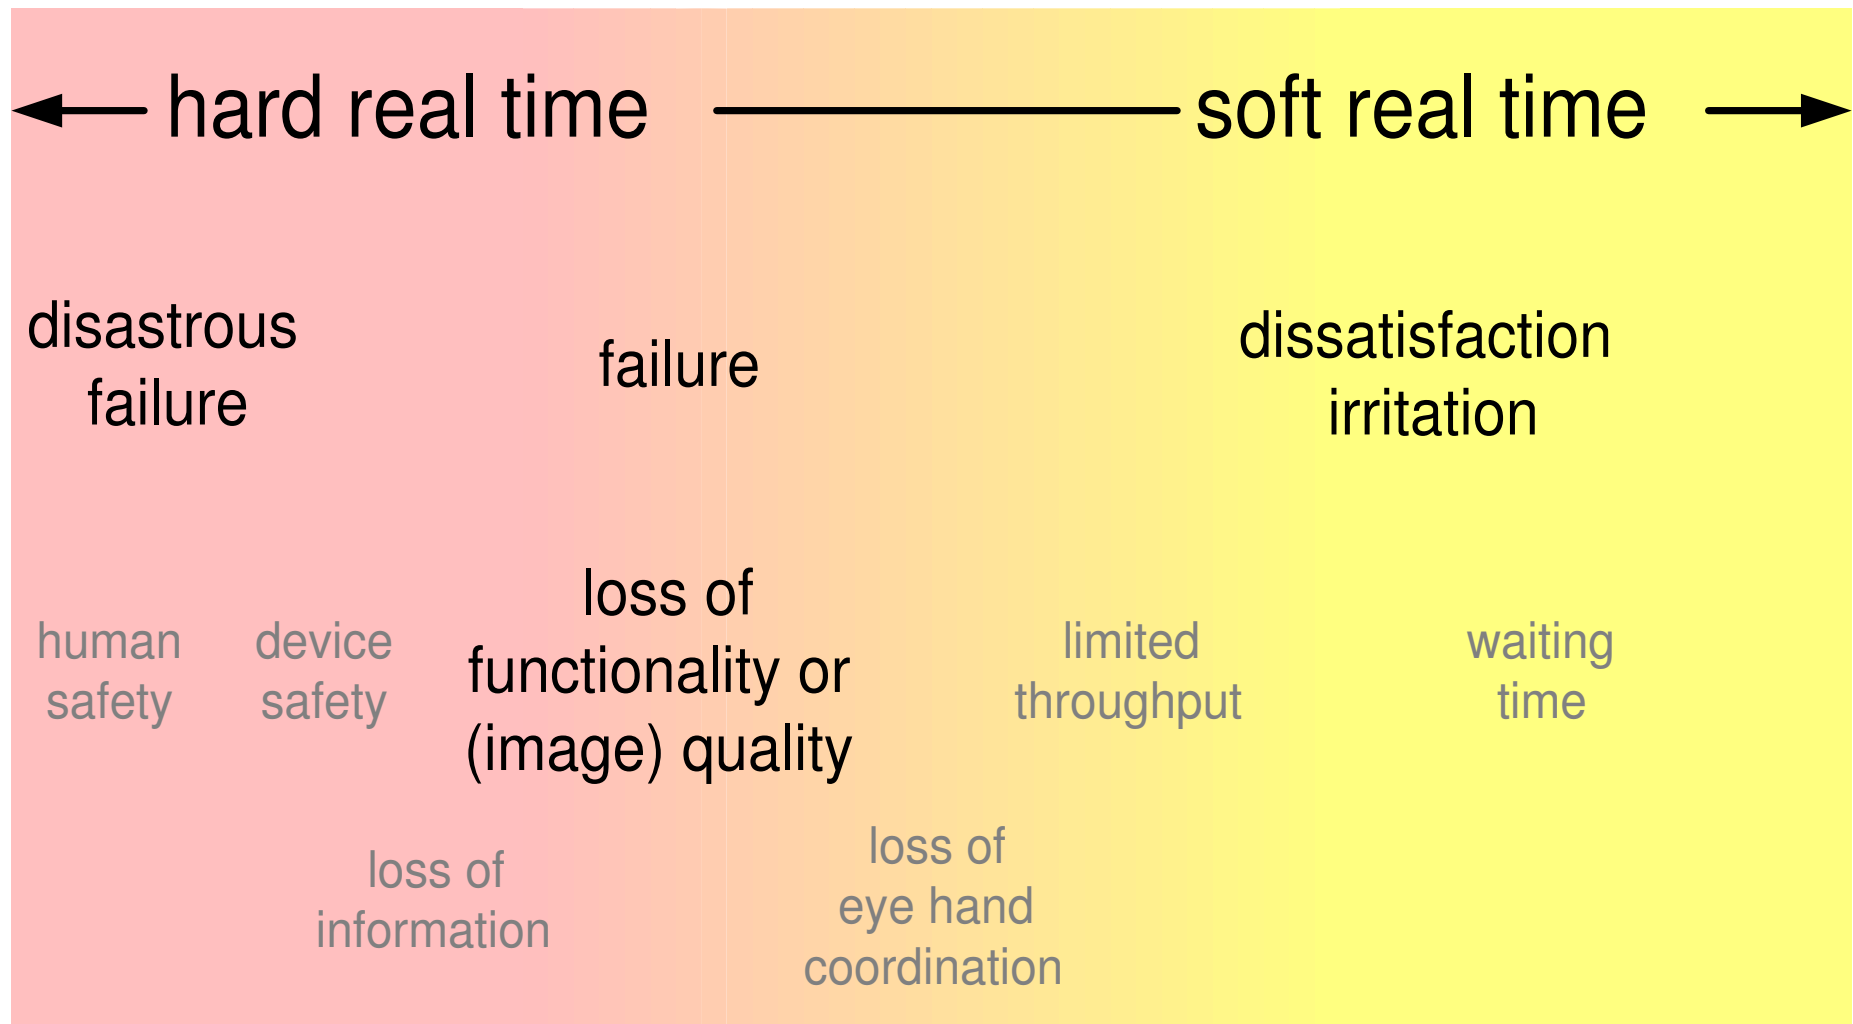 hard real time
soft real time
disastrous
failure
failure
dissatisfaction
irritation
human
safety
device
safety
loss of
functionality or
(image) quality
limited
throughput
waiting
time
loss of
information
loss of
eye hand
coordination